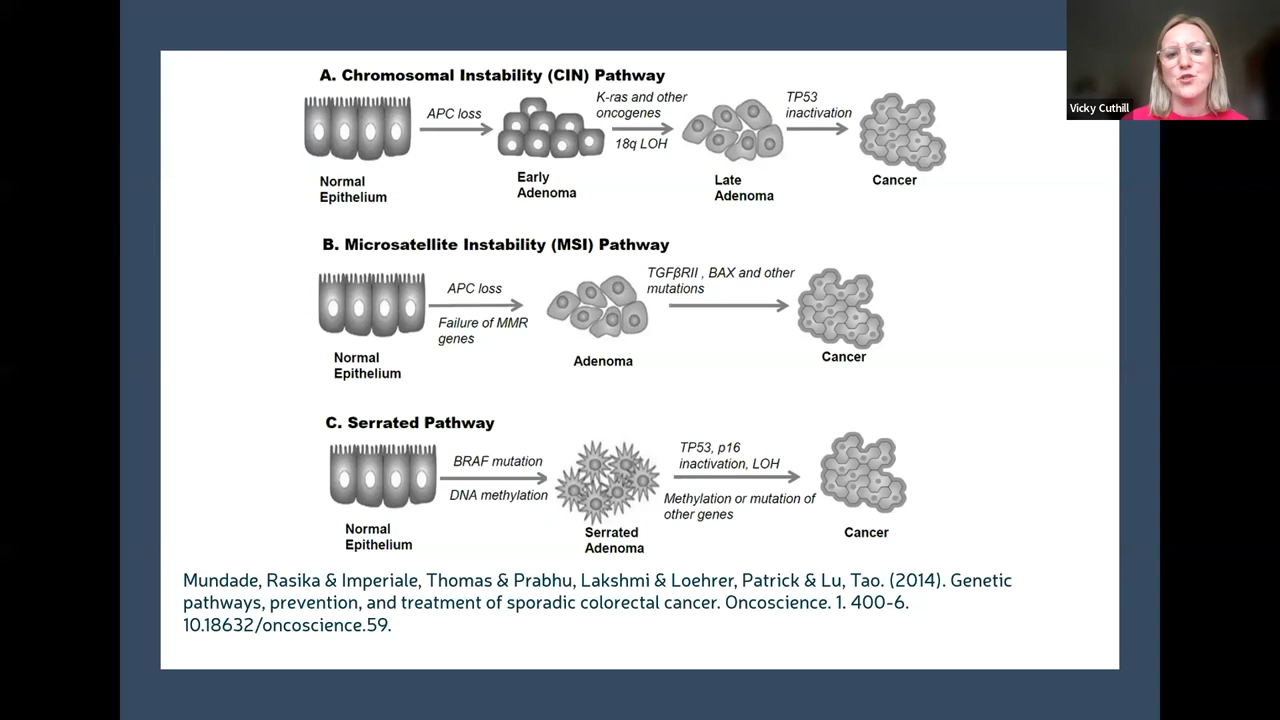 A. Chromosomal Instability (CIN) Pathway
APC loss
K-ras and other
oncogenes
18q LOH
TP53
inactivation
Normal
Epithelium
Early
Adenoma
Late
Adenoma
Cancer
B. Microsatellite Instability (MSI) Pathway
APC loss
Failure of MMR
genes
TGFβRII , BAX and other
mutations
Normal
Epithelium
Adenoma
Cancer
C. Serrated Pathway
BRAF mutation
DNA methylation
TP53, p16
inactivation, LOH
Methylation or mutation of
other genes
Normal
Epithelium
Serrated
Adenoma
Cancer
Mundade, Rasika & Imperiale, Thomas & Prabhu, Lakshmi & Loehrer, Patrick & Lu, Tao. (2014). Genetic
pathways, prevention, and treatment of sporadic colorectal cancer. Oncoscience. 1. 400-6.
10.18632/oncoscience.59.
Vicky Cuthill